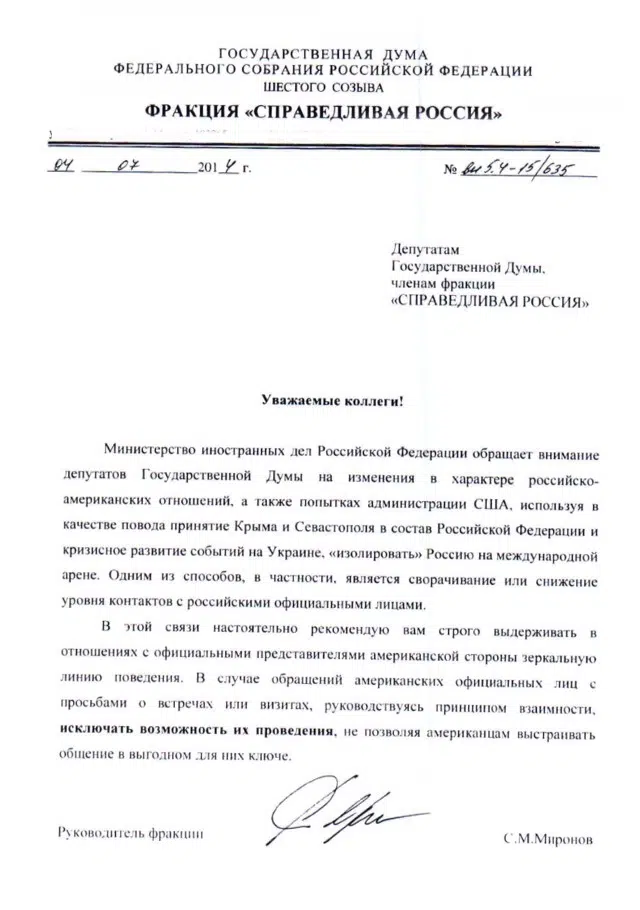 ГОСУДАРСТВЕННАЯ ДУМА
ФЕДЕРАЛЬНОГО СОБРАНИЯ РОССИЙСКОЙ ФЕДЕРАЦИИ
ШЕСТОГО СОЗЫВА
ФРАКЦИЯ «СПРАВЕДЛИВАЯ РОССИЯ»
04 07 2014 г. № вн5.4-15/635
Депутатам
Государственной Думы,
членам фракции
«СПРАВЕДЛИВАЯ РОССИЯ»
Уважаемые коллеги!
Министерство иностранных дел Российской Федерации обращает внимание
депутатов Государственной Думы на изменения в характере российско-
американских отношений, а также попытках администрации США, используя в
качестве повода принятие Крыма и Севастополя в состав Российской Федерации и
кризисное развитие событий на Украине, «изолировать» Россию на международной
арене. Одним из способов, в частности, является сворачивание или снижение
уровня контактов с российскими официальными лицами.
В этой связи настоятельно рекомендую вам строго выдерживать в
отношениях с официальными представителями американской стороны зеркальную
линию поведения. В случае обращений американских официальных лиц с
просьбами о встречах или визитах, руководствуясь принципом взаимности,
исключать возможность их проведения, не позволяя американцам выстраивать
общение в выгодном для них ключе.
Руководитель фракции С.М.Миронов